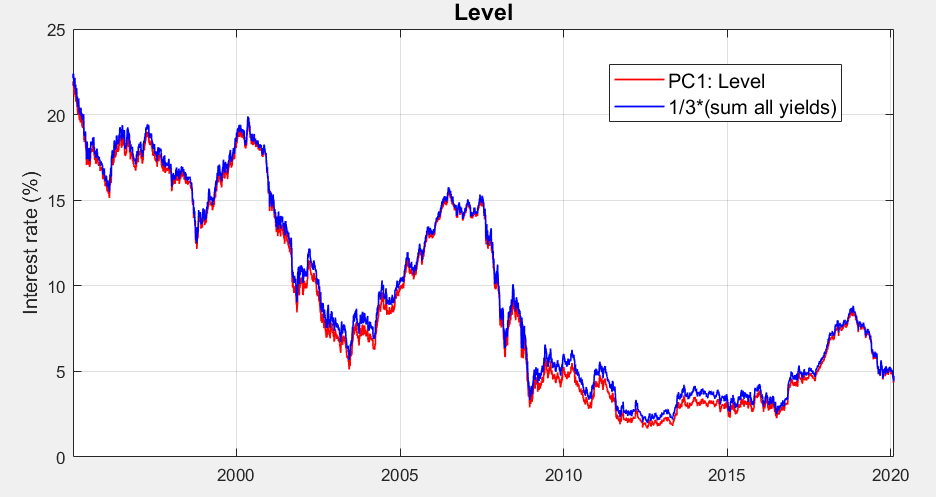 Level
25
20
15
10
5
0
Interest rate (%)
PC1: Level
1/3*(sum all yields)
2000
2005
2010
2015
2020